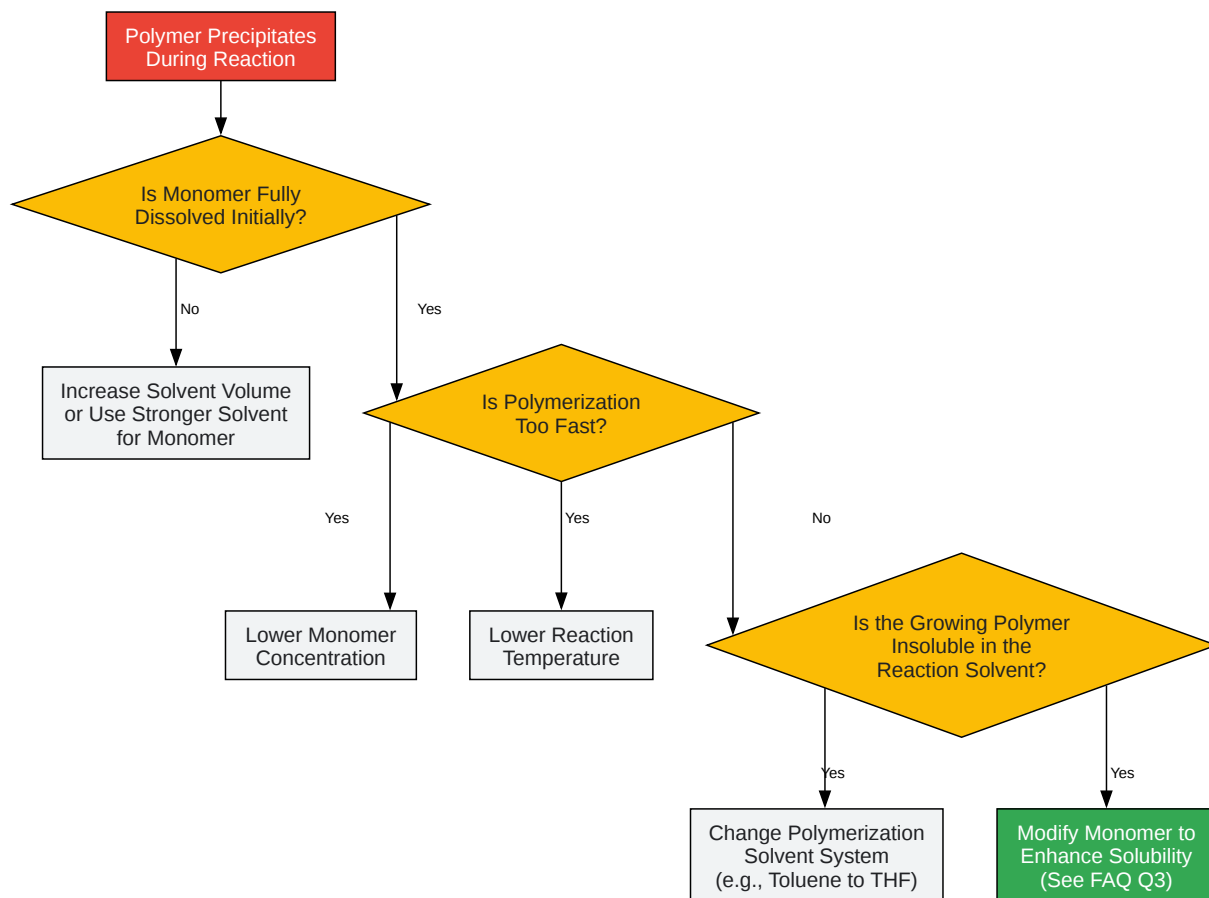 Polymer Precipitates
During Reaction
Is Monomer Fully
Dissolved Initially?
No
Yes
Increase Solvent Volume
or Use Stronger Solvent
for Monomer
Is Polymerization
Too Fast?
Yes
Yes
No
Lower Monomer
Concentration
Lower Reaction
Temperature
Is the Growing Polymer
Insoluble in the
Reaction Solvent?
Yes
Yes
Change Polymerization
Solvent System
(e.g., Toluene to THF)
Modify Monomer to
Enhance Solubility
(See FAQ Q3)